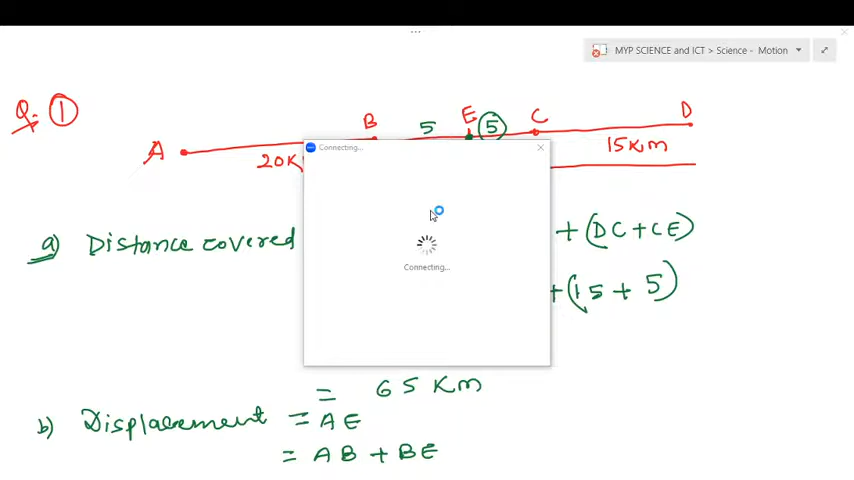 ...
MYP SCIENCE and ICT > Science - Motion
Q. 1
A B 5 E 5 C D
20K 15Km
Connecting...
Connecting...
a) Distance covered +(DC+CE)
+(15+5)
= 65 Km
b) Displacement = AE
= AB + BE